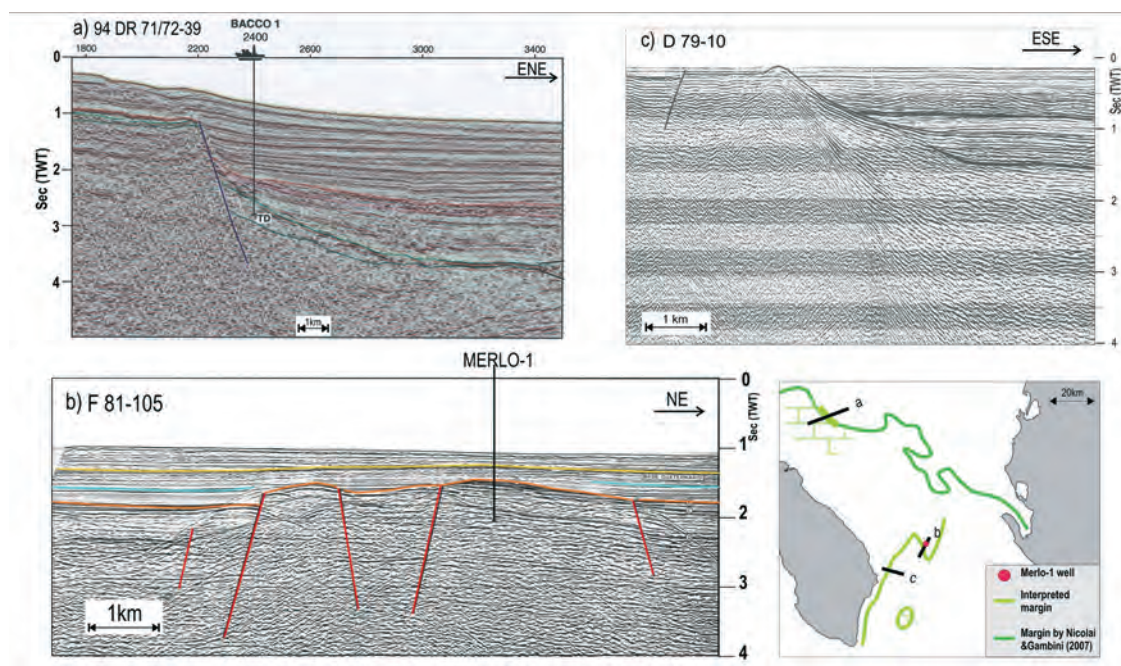 a) 94 DR 71/72-39
BACCO 1
1800 2200 2400 2600 3000 3400
ENE
0
1
2
3
4
Sec (TWT)
TD
1km
c) D 79-10
ESE
0
1
2
3
4
Sec (TWT)
1 km
MERLO-1
b) F 81-105
NE
0
1
2
3
4
Sec (TWT)
1km
20km
a
b
c
Merlo-1 well
Interpreted
margin
Margin by Nicolai
&Gambini (2007)